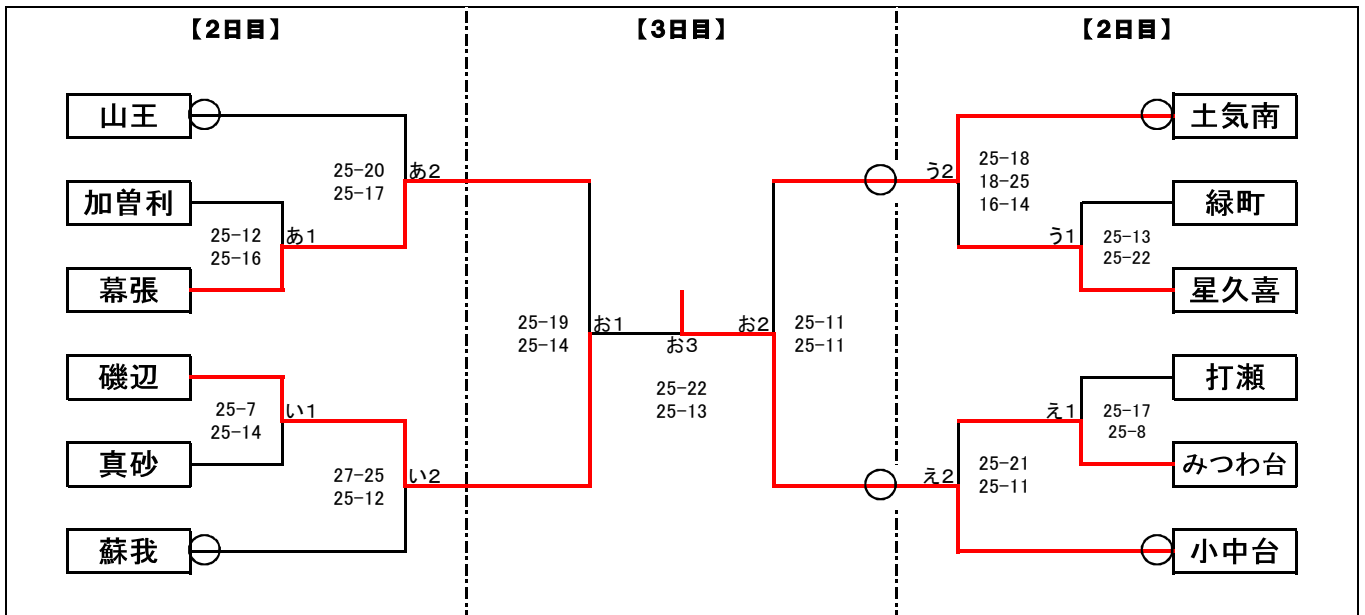 【2日目】
【3日目】
【2日目】
山王
加曽利
幕張
磯辺
真砂
蘇我
25-12
25-16
あ1
25-7
25-14
い1
25-20
25-17
あ2
27-25
25-12
い2
25-19
25-14
お1
お3
25-22
25-13
お2
25-11
25-11
う2
25-18
18-25
16-14
う1
25-13
25-22
え1
25-17
25-8
え2
25-21
25-11
土気南
緑町
星久喜
打瀬
みつわ台
小中台